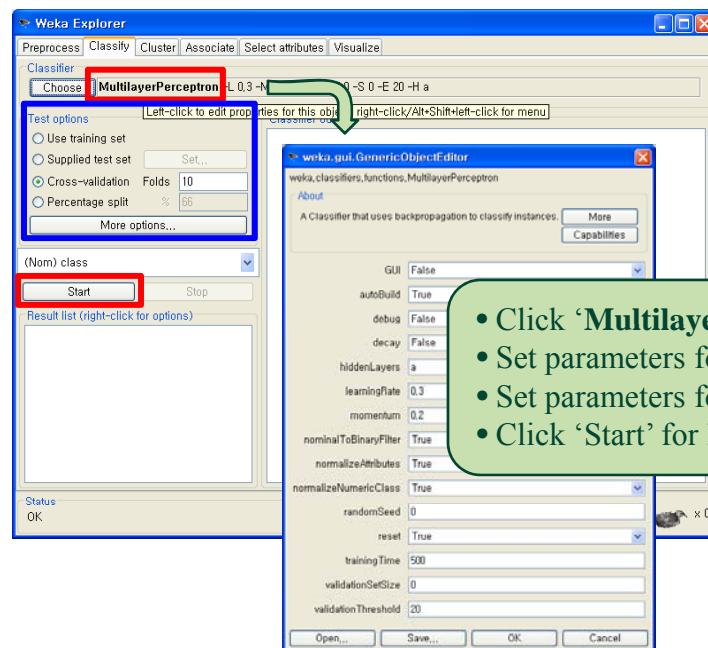 Weka Explorer
Preprocess Classify Cluster Associate Select attributes Visualize
Classifier
Choose MultilayerPerceptron -L 0,3 -M 0 -S 0 -E 20 -H a
Left-click to edit properties for this object, right-click/Alt+Shift+left-click for menu
Test options
Use training set
Supplied test set Set,,,
Cross-validation Folds 10
Percentage split % 66
More options,,,
(Nom) class
Start Stop
Result list (right-click for options)
Status
OK
x 0
weka.gui.GenericObjectEditor
weka,classifiers,functions,MultilayerPerceptron
About
A Classifier that uses backpropagation to classify instances.
More
Capabilities
GUI False
autoBuild True
debug False
decay False
hiddenLayers a
learningRate 0,3
momentum 0,2
nominalToBinaryFilter True
normalizeAttributes True
normalizeNumericClass True
randomSeed 0
reset True
trainingTime 500
validationSetSize 0
validationThreshold 20
Open,,, Save,,, OK Cancel
• Click ‘Multilaye
• Set parameters fo
• Set parameters fo
• Click ‘Start’ for